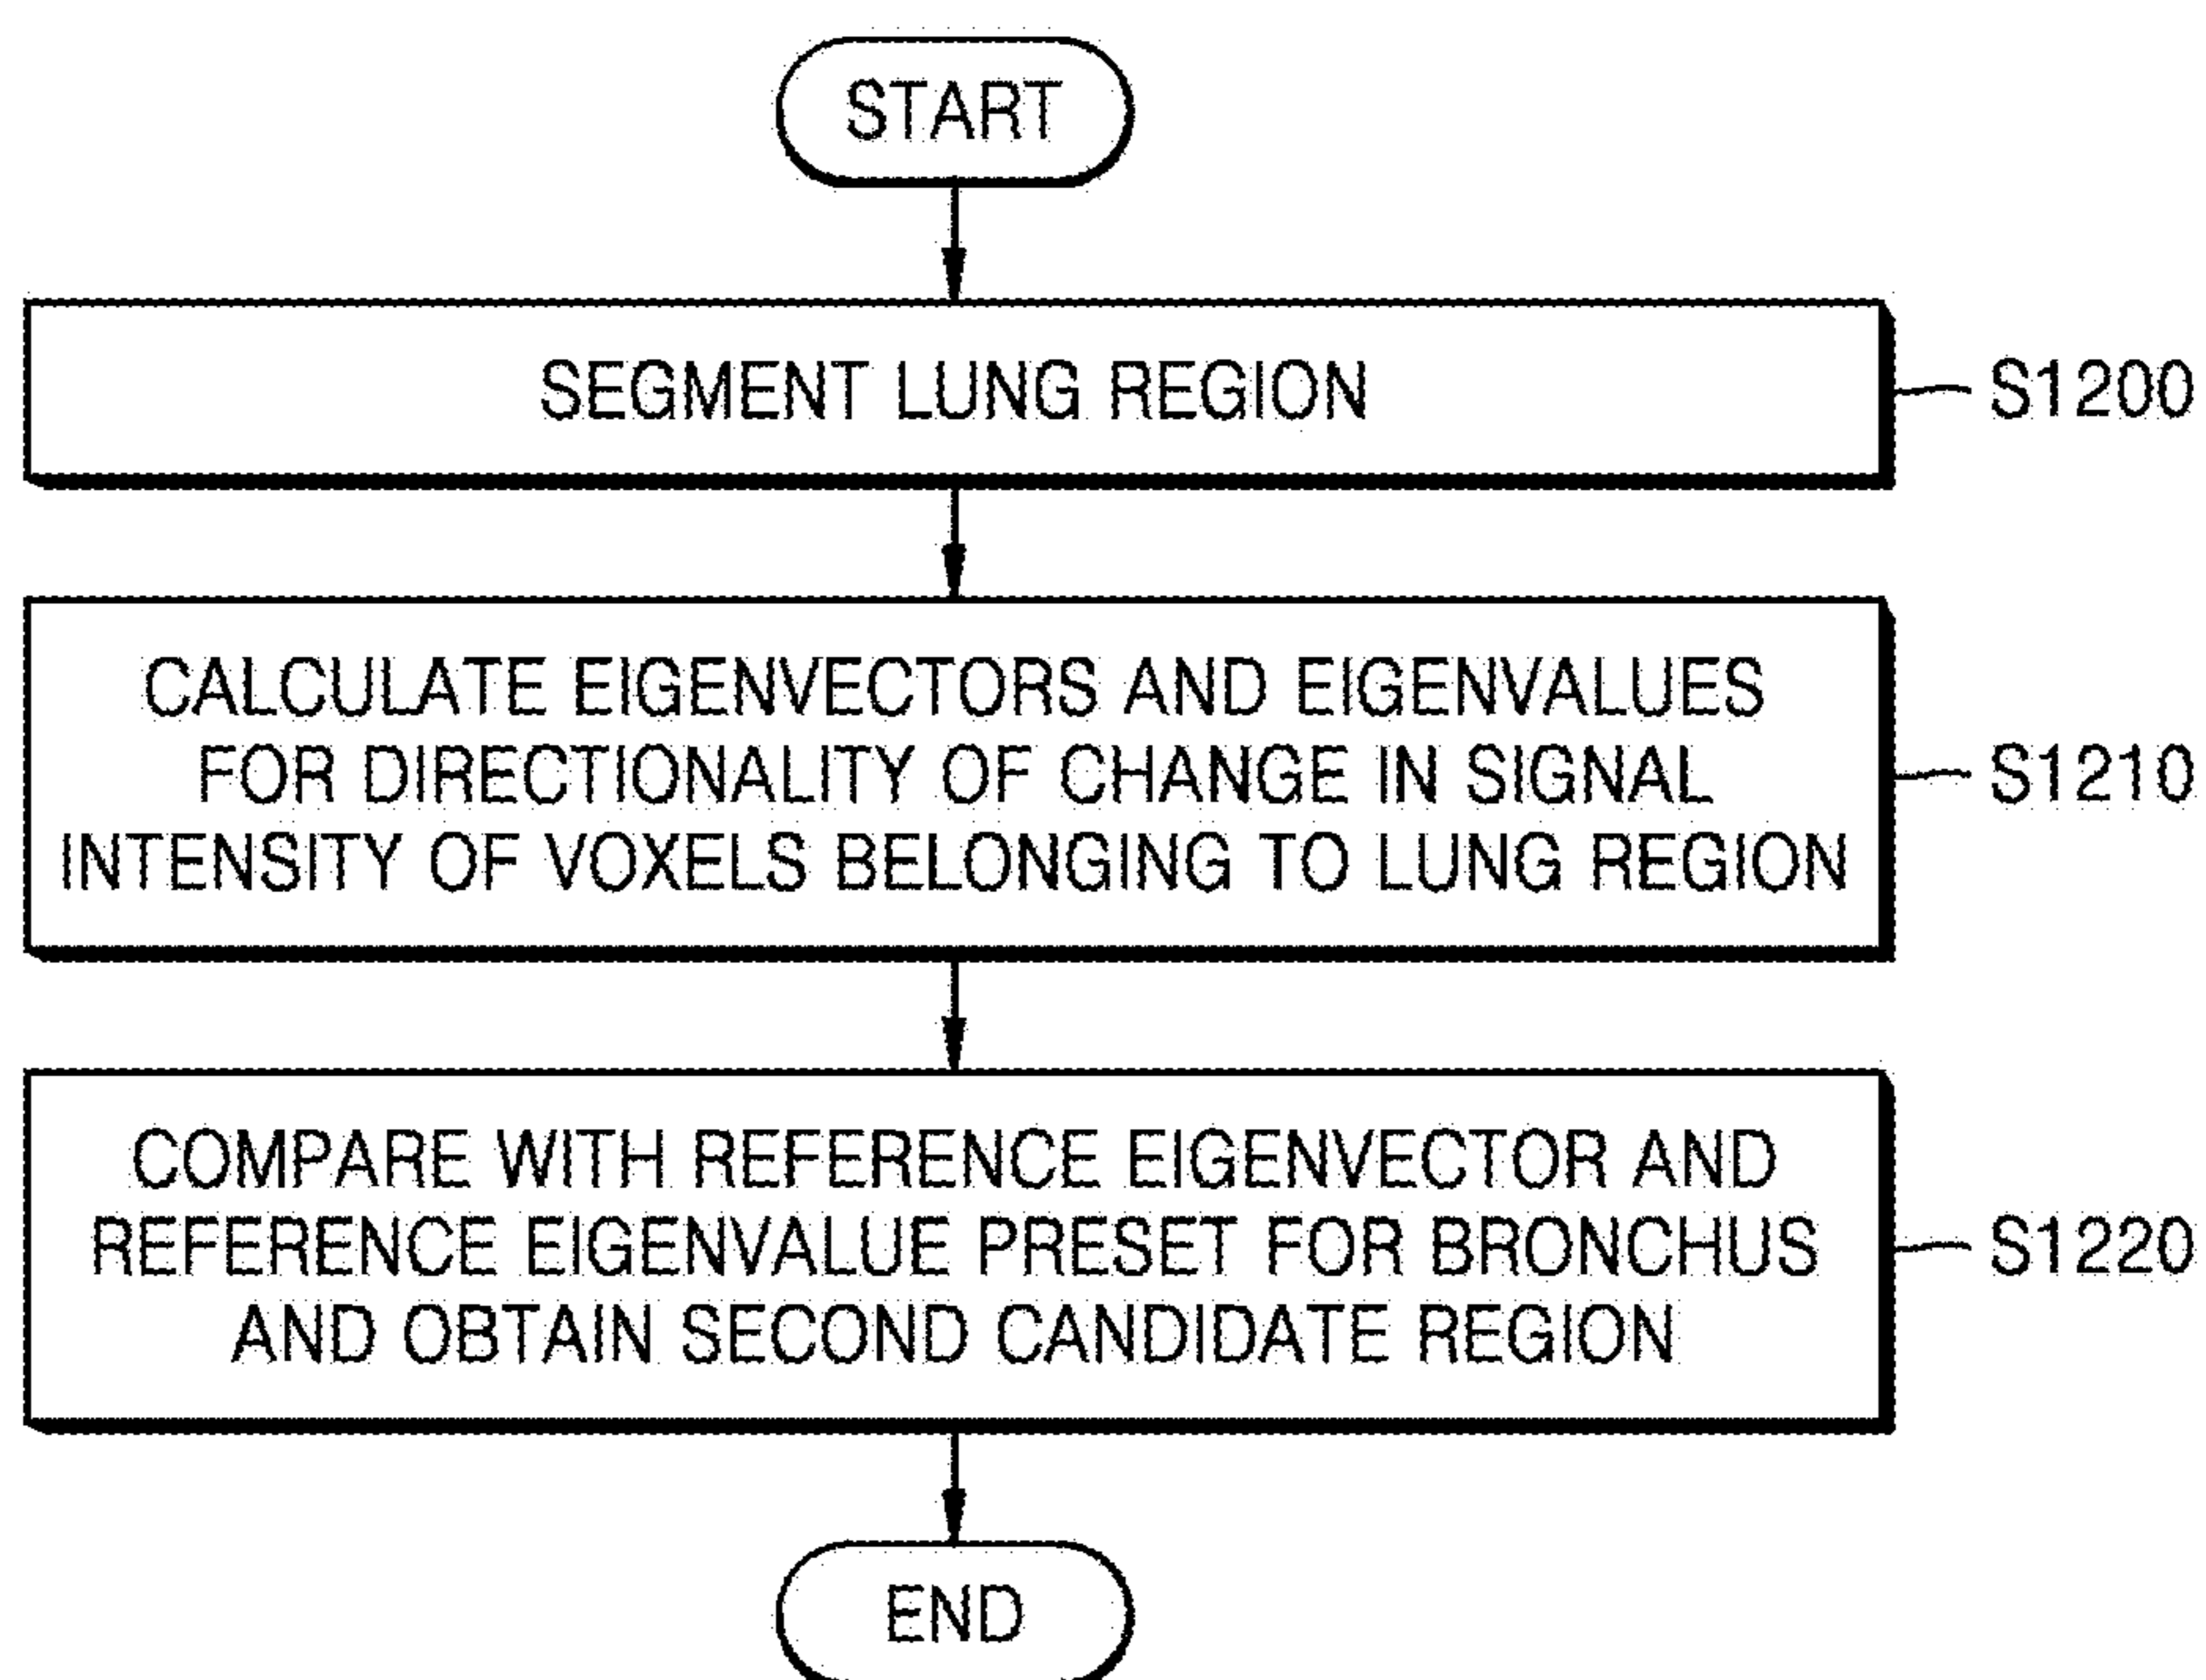 START
SEGMENT LUNG REGION
S1200
CALCULATE EIGENVECTORS AND EIGENVALUES
FOR DIRECTIONALITY OF CHANGE IN SIGNAL
INTENSITY OF VOXELS BELONGING TO LUNG REGION
S1210
COMPARE WITH REFERENCE EIGENVECTOR AND
REFERENCE EIGENVALUE PRESET FOR BRONCHUS
AND OBTAIN SECOND CANDIDATE REGION
S1220
END